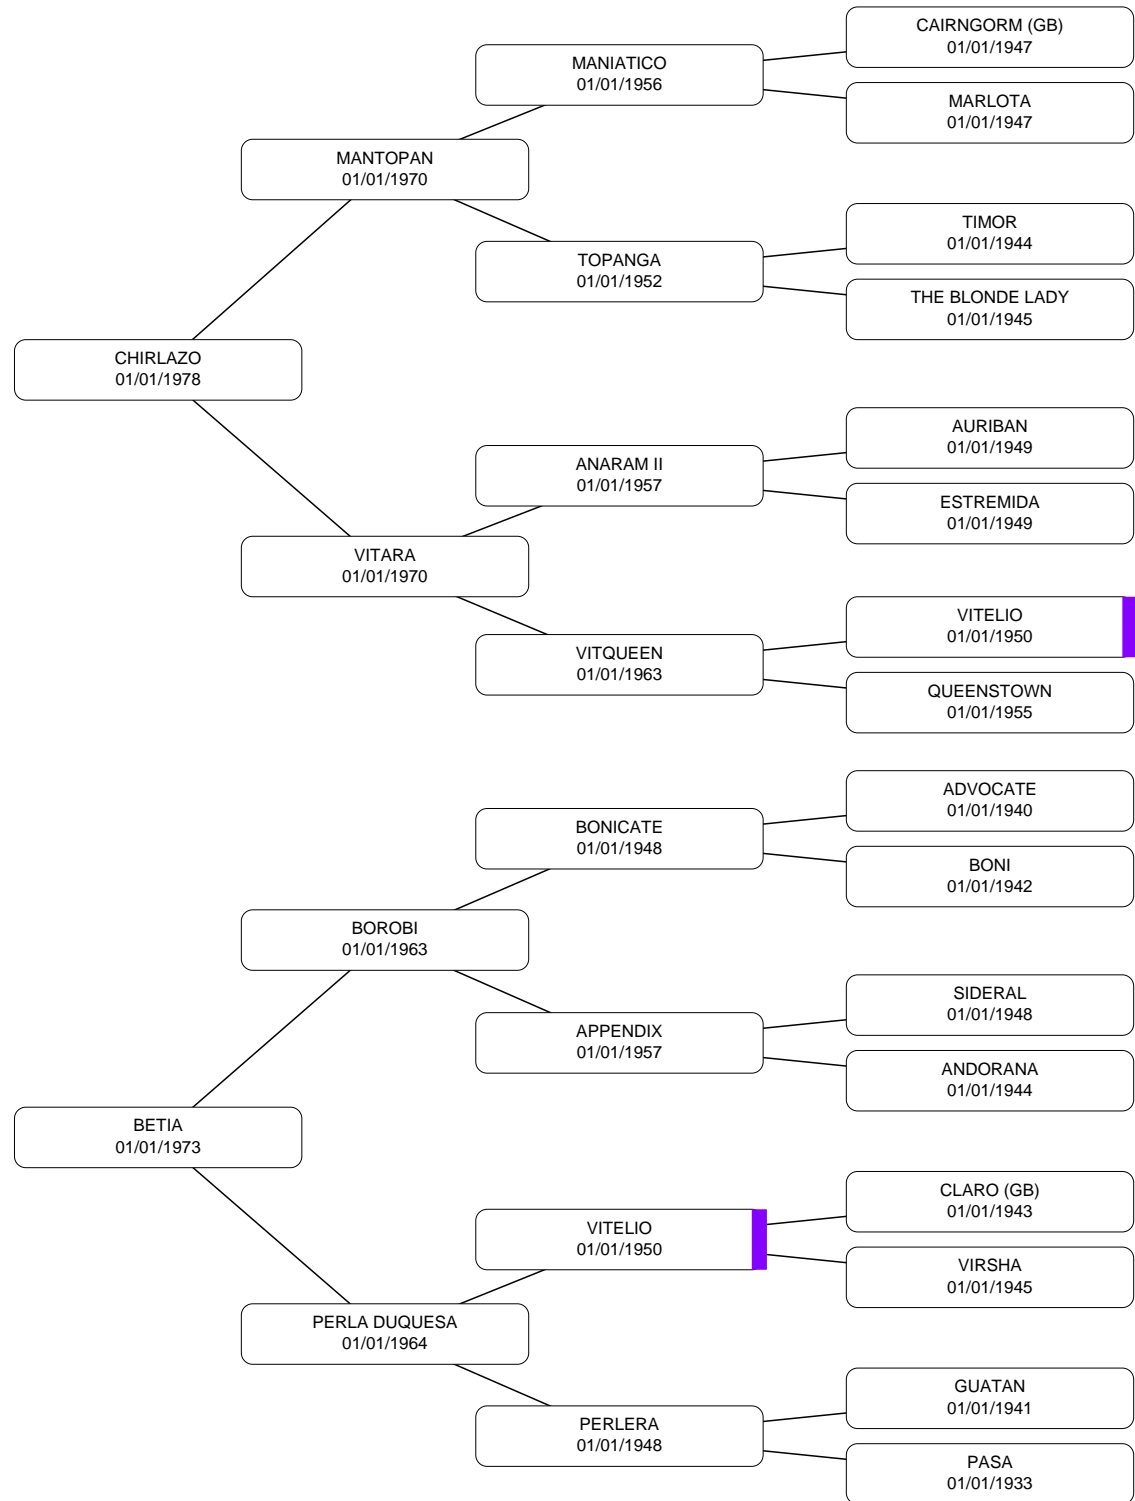 CAIRNGORM (GB)
01/01/1947
MANIATICO
01/01/1956
MARLOTA
01/01/1947
MANTOPAN
01/01/1970
TIMOR
01/01/1944
TOPANGA
01/01/1952
THE BLONDE LADY
01/01/1945
CHIRLAZO
01/01/1978
AURIBAN
01/01/1949
ANARAM II
01/01/1957
ESTREMIDA
01/01/1949
VITARA
01/01/1970
VITELIO
01/01/1950
VITQUEEN
01/01/1963
QUEENSTOWN
01/01/1955
ADVOCATE
01/01/1940
BONICATE
01/01/1948
BONI
01/01/1942
BOROBI
01/01/1963
SIDERAL
01/01/1948
APPENDIX
01/01/1957
ANDORANA
01/01/1944
BETIA
01/01/1973
CLARO (GB)
01/01/1943
VITELIO
01/01/1950
VIRSHA
01/01/1945
PERLA DUQUESA
01/01/1964
GUATAN
01/01/1941
PERLERA
01/01/1948
PASA
01/01/1933